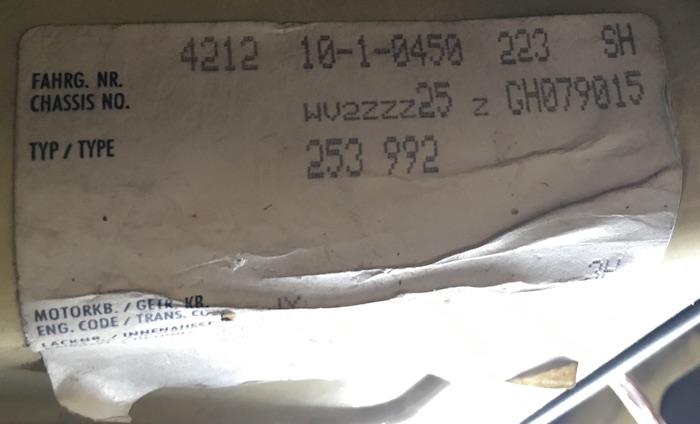 4212 10-1-0450 223 SH
FAHRG. NR.
CHASSIS NO. WV2ZZZ25 Z GH079015
TYP / TYPE 253 992
MOTORKB. / GETR. KB.
ENG. CODE / TRANS.